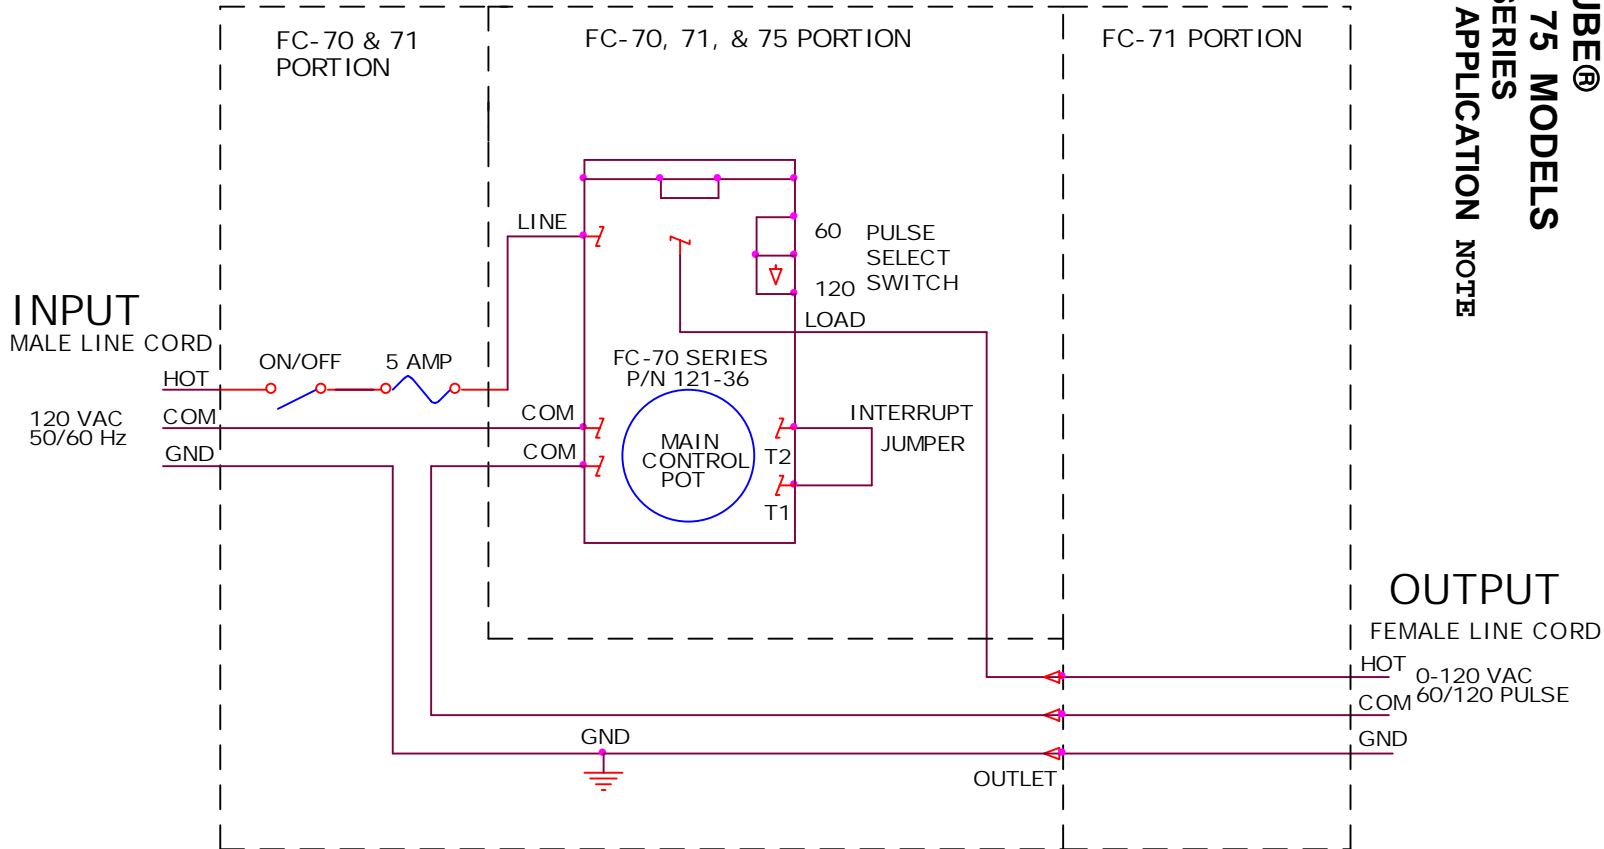 FC-70 & 71
PORTION
FC-70, 71, & 75 PORTION
FC-71 PORTION
UBE®
75 MODELS
SERIES
APPLICATION NOTE
LINE
60
PULSE
SELECT
SWITCH
120
LOAD
INPUT
MALE LINE CORD
HOT
ON/OFF
5 AMP
FC-70 SERIES
P/N 121-36
120 VAC
50/60 Hz
COM
COM
GND
COM
MAIN
CONTROL
POT
T2
T1
INTERRUPT
JUMPER
OUTPUT
FEMALE LINE CORD
HOT
0-120 VAC
60/120 PULSE
COM
GND
GND
OUTLET